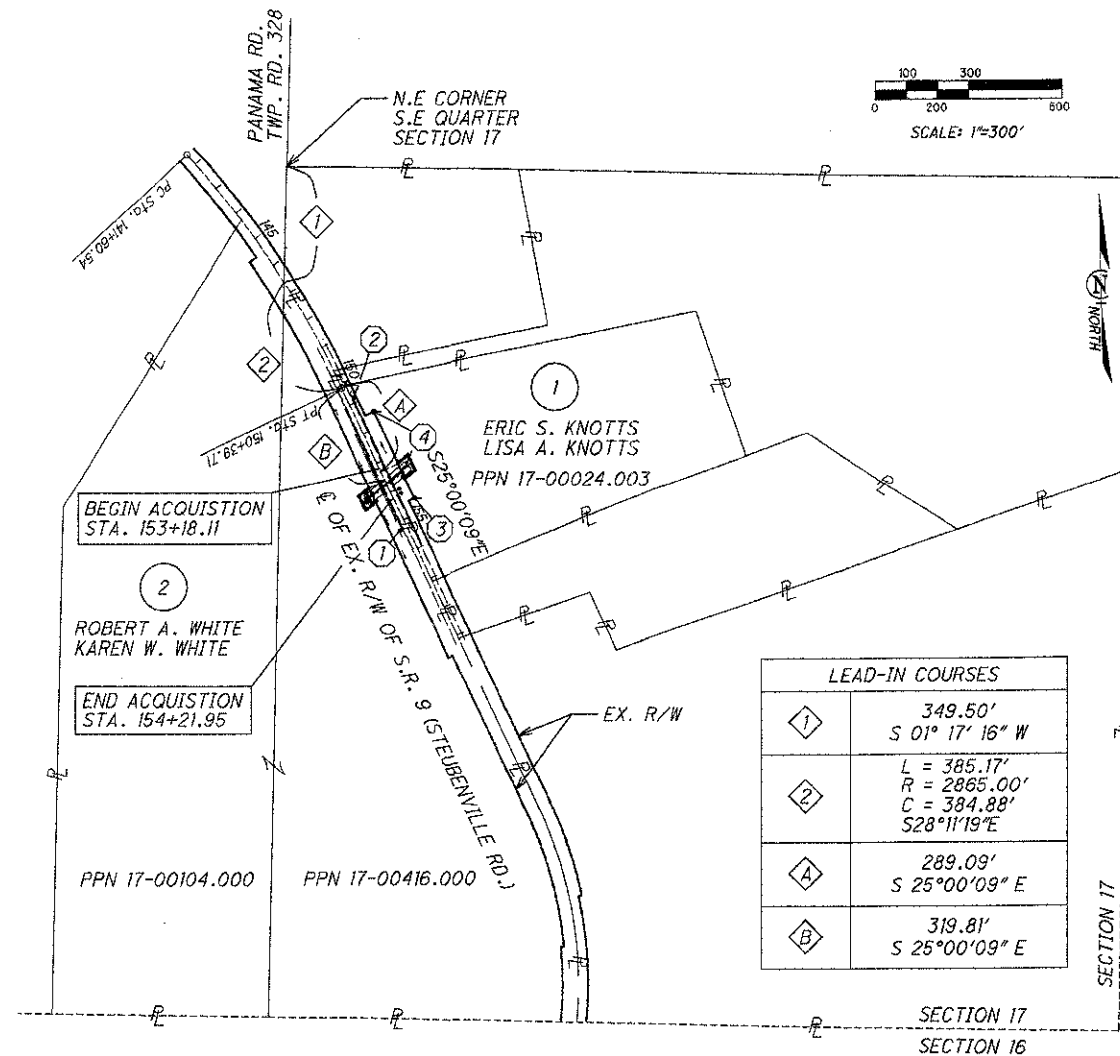 PANAMA RD.
TWP. RD. 328
N.E CORNER
S.E QUARTER
SECTION 17
100 300
0 200 600
SCALE: 1"=300'
PC Sta. 141+60.54
145
1
2
NORTH
N
150
2
PT Sta. 150+39.71
A
B
1
ERIC S. KNOTTS
LISA A. KNOTTS
PPN 17-00024.003
4
S25°00'09"E
BEGIN ACQUISTION
STA. 153+18.11
155
3
1
2
ROBERT A. WHITE
KAREN W. WHITE
END ACQUISTION
STA. 154+21.95
℄ OF EX. R/W OF S.R. 9 (STEUBENVILLE RD.)
EX. R/W
LEAD-IN COURSES
1
349.50'
S 01° 17' 16" W
2
L = 385.17'
R = 2865.00'
C = 384.88'
S28°11'19"E
A
289.09'
S 25°00'09" E
B
319.81'
S 25°00'09" E
PPN 17-00104.000
PPN 17-00416.000
SECTION 17
SECTION 17
SECTION 16